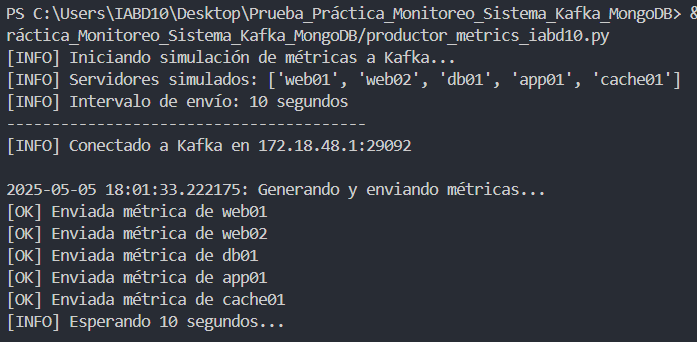 PS C:\Users\IABD10\Desktop\Prueba_Práctica_Monitoreo_Sistema_Kafka_MongoDB> &
ráctica_Monitoreo_Sistema_Kafka_MongoDB/productor_metrics_iabd10.py
[INFO] Iniciando simulación de métricas a Kafka...
[INFO] Servidores simulados: ['web01', 'web02', 'db01', 'app01', 'cache01']
[INFO] Intervalo de envío: 10 segundos
----------------------------------------
[INFO] Conectado a Kafka en 172.18.48.1:29092
2025-05-05 18:01:33.222175: Generando y enviando métricas...
[OK] Enviada métrica de web01
[OK] Enviada métrica de web02
[OK] Enviada métrica de db01
[OK] Enviada métrica de app01
[OK] Enviada métrica de cache01
[INFO] Esperando 10 segundos...